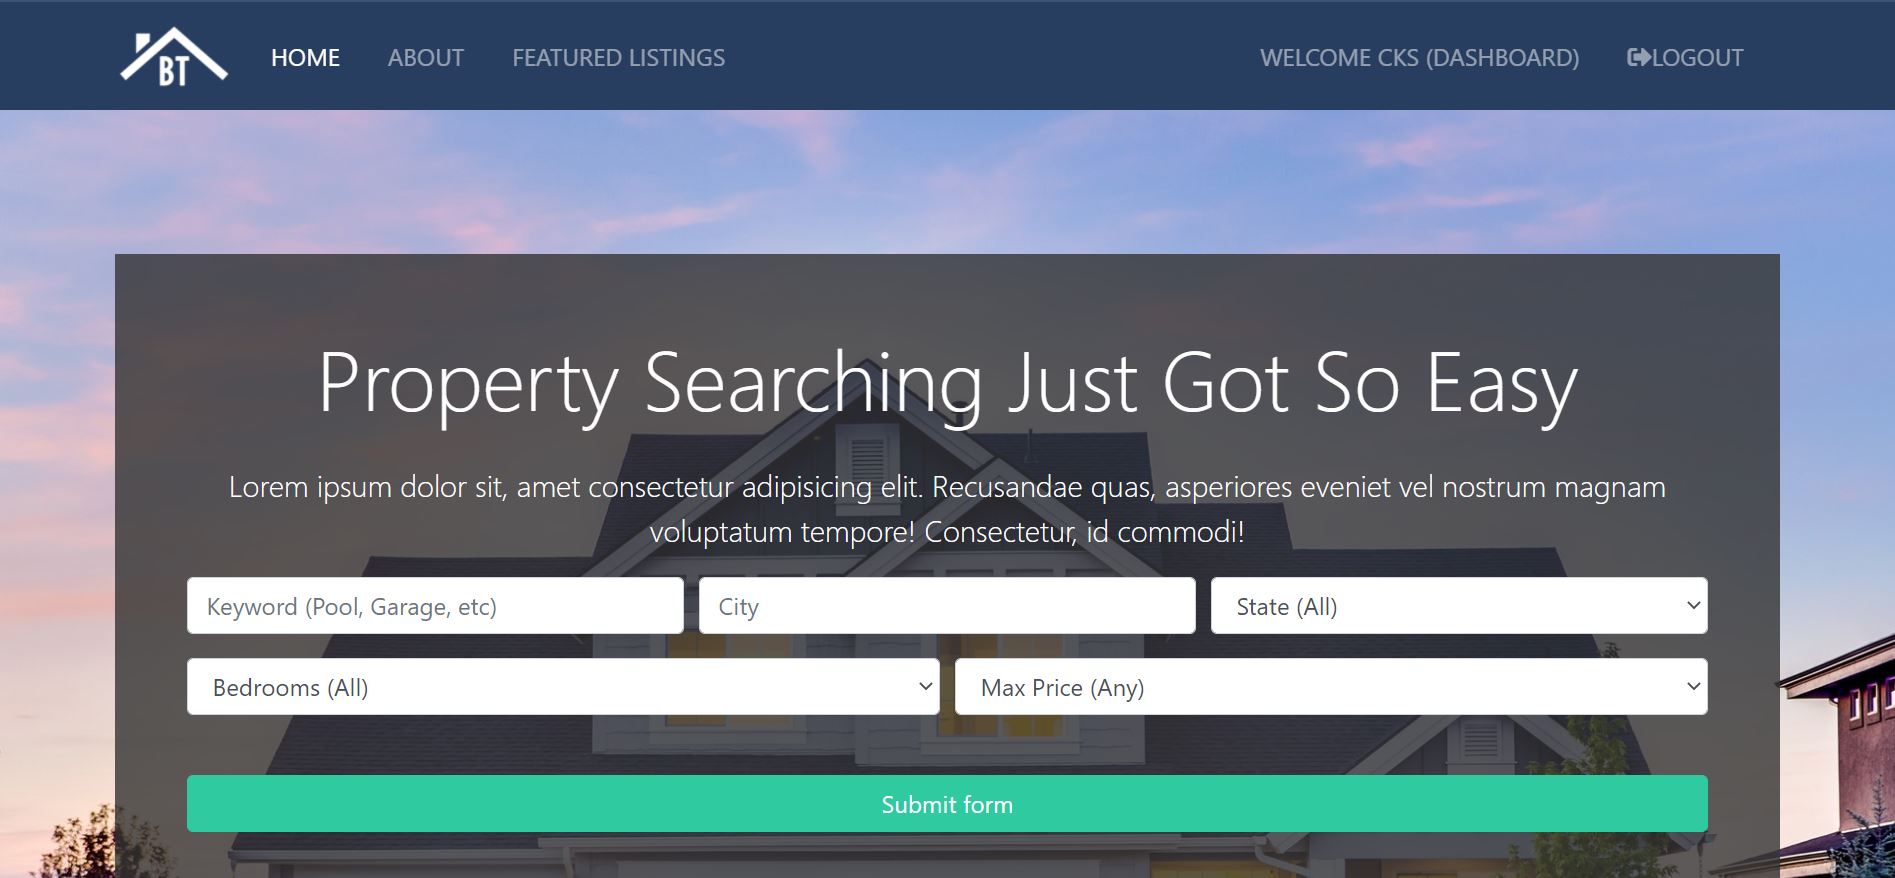 BT
HOME
ABOUT
FEATURED LISTINGS
WELCOME CKS (DASHBOARD)
LOGOUT
Property Searching Just Got So Easy
Lorem ipsum dolor sit, amet consectetur adipisicing elit. Recusandae quas, asperiores eveniet vel nostrum magnam
voluptatum tempore! Consectetur, id commodi!
Keyword (Pool, Garage, etc)
City
State (All)
Bedrooms (All)
Max Price (Any)
Submit form